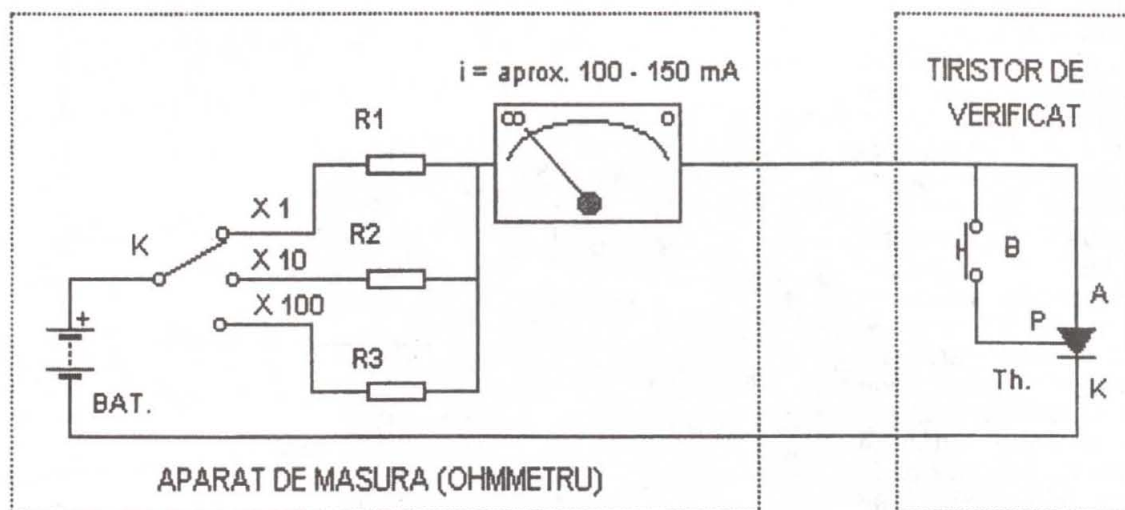 i = aprox. 100 - 150 mA
TIRISTOR DE
VERIFICAT
R1
∞
0
X 1
R2
K
X 10
B
X 100
A
+
P
R3
Th.
K
BAT.
APARAT DE MASURA (OHMMETRU)